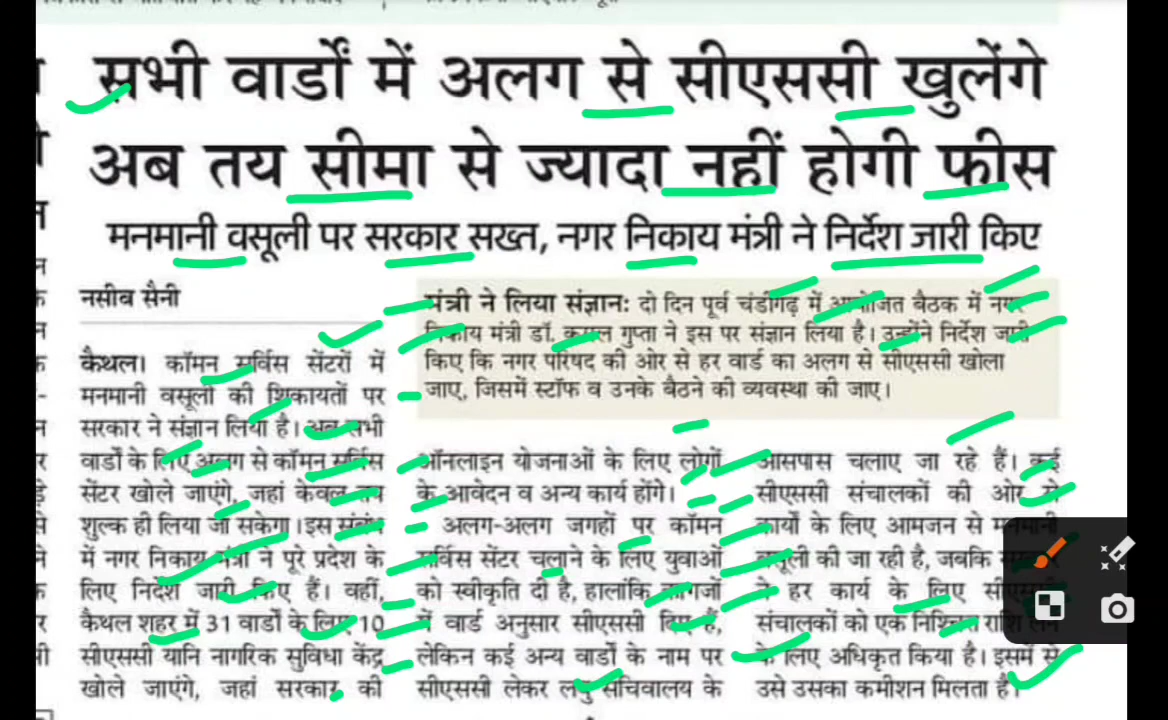 सभी वार्डों में अलग से सीएससी खुलेंगे
अब तय सीमा से ज्यादा नहीं होगी फीस
मनमानी वसूली पर सरकार सख्त, नगर निकाय मंत्री ने निर्देश जारी किए
नसीब सैनी
कैथल। कॉमन सर्विस सेंटरों में
मनमानी वसूली की शिकायतों पर
सरकार ने संज्ञान लिया है। अब सभी
वार्डों के लिए अलग से कॉमन सर्विस
सेंटर खोले जाएंगे, जहां केवल तय
शुल्क ही लिया जा सकेगा। इस संबंध
में नगर निकाय मंत्री ने पूरे प्रदेश के
लिए निर्देश जारी किए हैं। वहीं,
कैथल शहर में 31 वार्डों के लिए 10
सीएससी यानि नागरिक सुविधा केंद्र
खोले जाएंगे, जहां सरकार की
मंत्री ने लिया संज्ञान: दो दिन पूर्व चंडीगढ़ में आयोजित बैठक में नगर
निकाय मंत्री डॉ. कमल गुप्ता ने इस पर संज्ञान लिया है। उन्होंने निर्देश जारी
किए कि नगर परिषद की ओर से हर वार्ड का अलग से सीएससी खोला
जाए, जिसमें स्टॉफ व उनके बैठने की व्यवस्था की जाए।
ऑनलाइन योजनाओं के लिए लोगों
के आवेदन व अन्य कार्य होंगे।
अलग-अलग जगहों पर कॉमन
सर्विस सेंटर चलाने के लिए युवाओं
को स्वीकृति दी है, हालांकि कागजों
में वार्ड अनुसार सीएससी दिए हैं,
लेकिन कई अन्य वार्डों के नाम पर
सीएससी लेकर लघु सचिवालय के
आसपास चलाए जा रहे हैं। कई
सीएससी संचालकों की ओर से
कार्यों के लिए आमजन से मनमानी
वसूली की जा रही है, जबकि सरकार
ने हर कार्य के लिए सीएससी
संचालकों को एक निश्चित राशि लेने
के लिए अधिकृत किया है। इसमें से
उसे उसका कमीशन मिलता है।